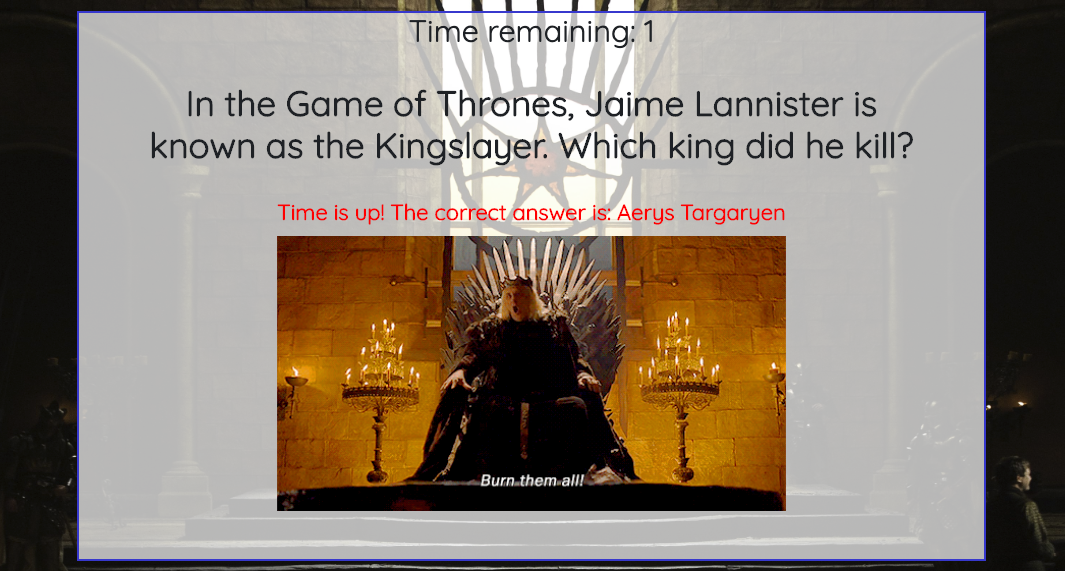 Time remaining: 1
In the Game of Thrones, Jaime Lannister is
known as the Kingslayer. Which king did he kill?
Time is up! The correct answer is: Aerys Targaryen
Burn them all!